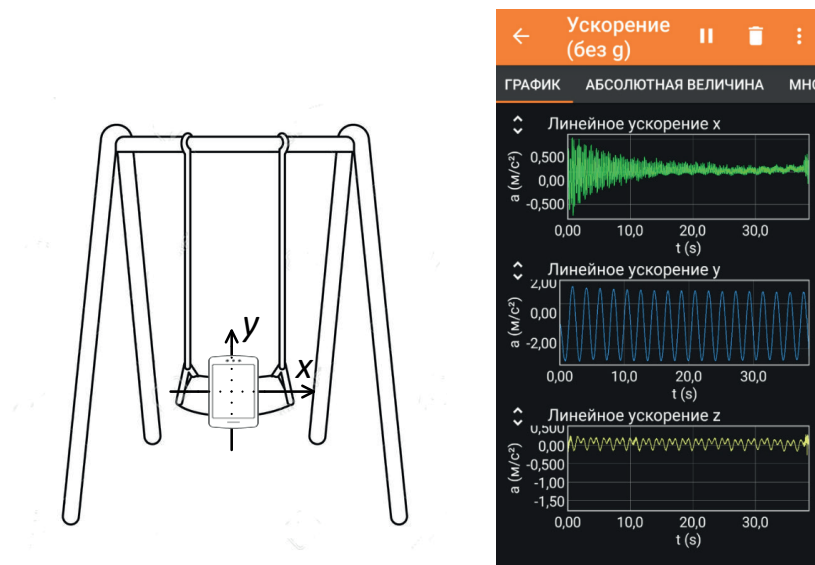 y
x
Ускорение
(без g)
ГРАФИК АБСОЛЮТНАЯ ВЕЛИЧИНА
Линейное ускорение x
a (м/с²)
0,500
0,00
-0,500
0,00 10,0 20,0 30,0
t (s)
Линейное ускорение y
a (м/с²)
2,00
0,00
-2,00
0,00 10,0 20,0 30,0
t (s)
Линейное ускорение z
a (м/с²)
0,500
0,00
-0,500
-1,00
-1,50
0,00 10,0 20,0 30,0
t (s)